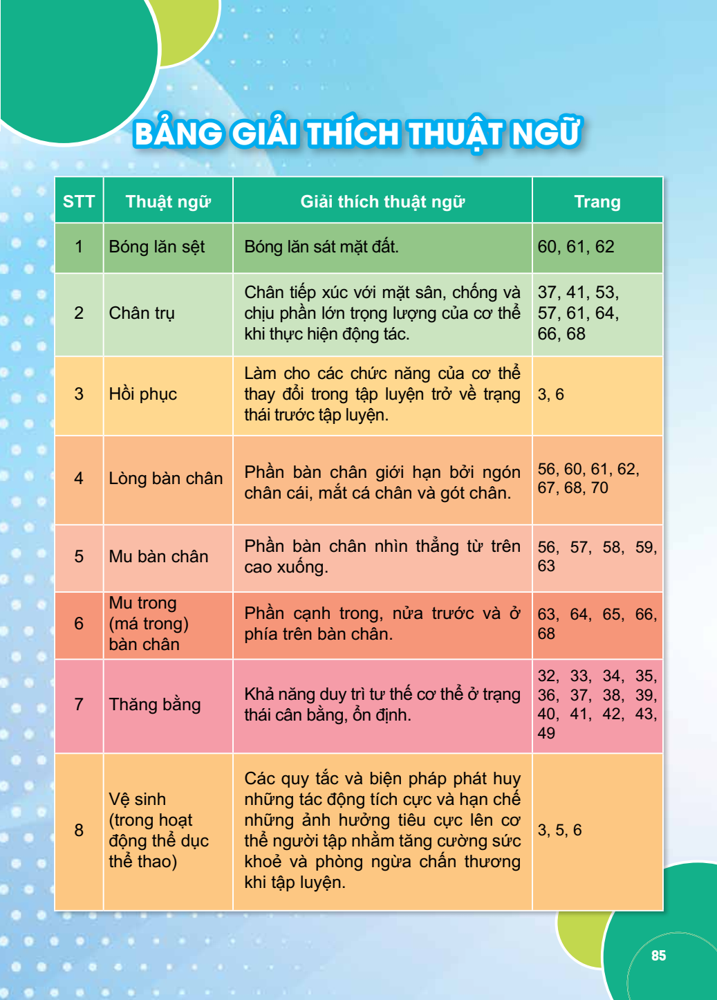 BẢNG GIẢI THÍCH THUẬT NGỮ
STT Thuật ngữ Giải thích thuật ngữ Trang
1 Bóng lăn sệt Bóng lăn sát mặt đất. 60, 61, 62
2 Chân trụ
Chân tiếp xúc với mặt sân, chống và
chịu phần lớn trọng lượng của cơ thể
khi thực hiện động tác.
37, 41, 53,
57, 61, 64,
66, 68
3 Hồi phục
Làm cho các chức năng của cơ thể
thay đổi trong tập luyện trở về trạng
thái trước tập luyện.
3, 6
4 Lòng bàn chân
Phần bàn chân giới hạn bởi ngón
chân cái, mắt cá chân và gót chân.
56, 60, 61, 62,
67, 68, 70
5 Mu bàn chân
Phần bàn chân nhìn thẳng từ trên
cao xuống.
56, 57, 58, 59,
63
6
Mu trong
(má trong)
bàn chân
Phần cạnh trong, nửa trước và ở
phía trên bàn chân.
63, 64, 65, 66,
68
7 Thăng bằng
Khả năng duy trì tư thế cơ thể ở trạng
thái cân bằng, ổn định.
32, 33, 34, 35,
36, 37, 38, 39,
40, 41, 42, 43,
49
8
Vệ sinh
(trong hoạt
động thể dục
thể thao)
Các quy tắc và biện pháp phát huy
những tác động tích cực và hạn chế
những ảnh hưởng tiêu cực lên cơ
thể người tập nhằm tăng cường sức
khoẻ và phòng ngừa chấn thương
khi tập luyện.
3, 5, 6
85